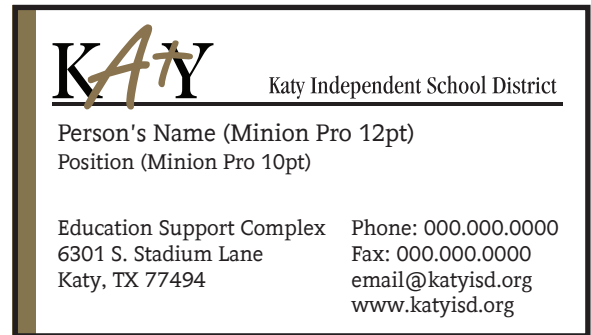 KAtY
Katy Independent School District
Person's Name (Minion Pro 12pt)
Position (Minion Pro 10pt)
Education Support Complex
6301 S. Stadium Lane
Katy, TX 77494
Phone: 000.000.0000
Fax: 000.000.0000
email@katyisd.org
www.katyisd.org